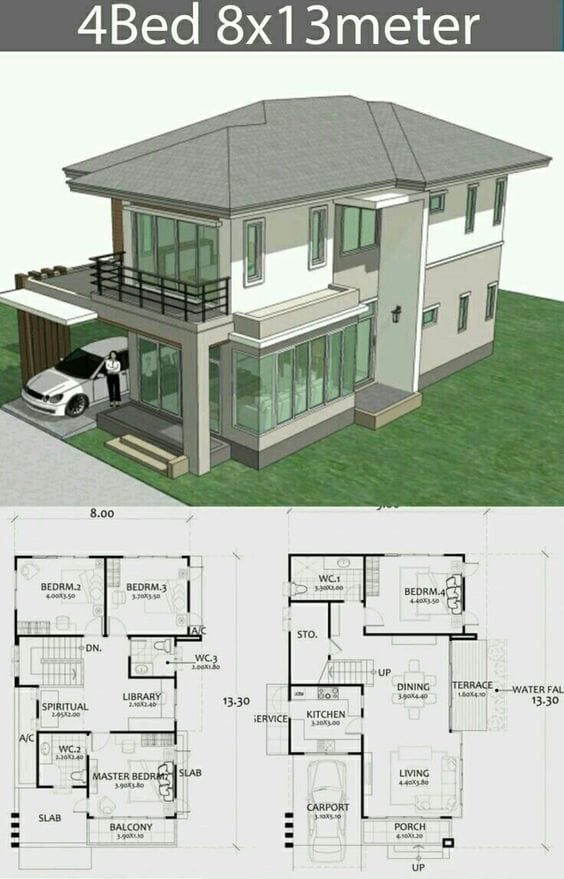 4Bed 8x13meter
8.00
BEDRM.2
4.00X3.50
BEDRM.3
3.70X3.50
A/C
DN.
WC.3
2.00X1.80
13.30
SPIRITUAL
2.05X2.00
LIBRARY
2.10X2.40
A/C
WC.2
2.20X2.40
MASTER BEDRM.
3.90X3.80
SLAB
SLAB
BALCONY
3.90X1.10
WC.1
3.30X2.00
BEDRM.4
4.40X3.50
STO.
UP
DINING
3.90X4.40
TERRACE
1.60X4.10
WATER FAL
13.30
SERVICE
KITCHEN
3.20X3.00
LIVING
4.40X3.80
CARPORT
3.10X5.10
PORCH
4.10X1.20
UP